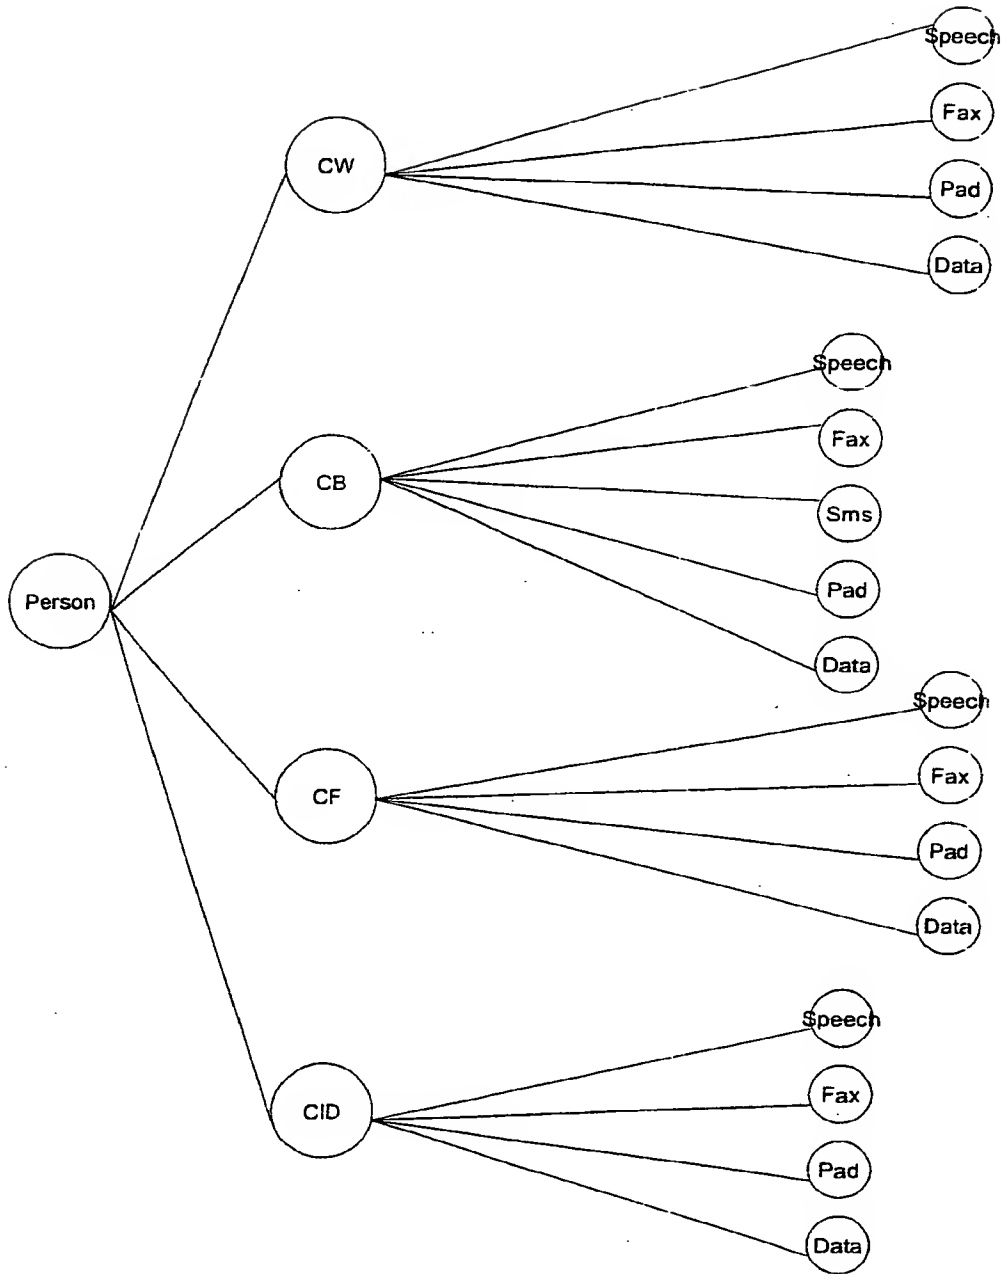 Person
CW
Speech
Fax
Pad
Data
CB
Speech
Fax
Sms
Pad
Data
CF
Speech
Fax
Pad
Data
CID
Speech
Fax
Pad
Data